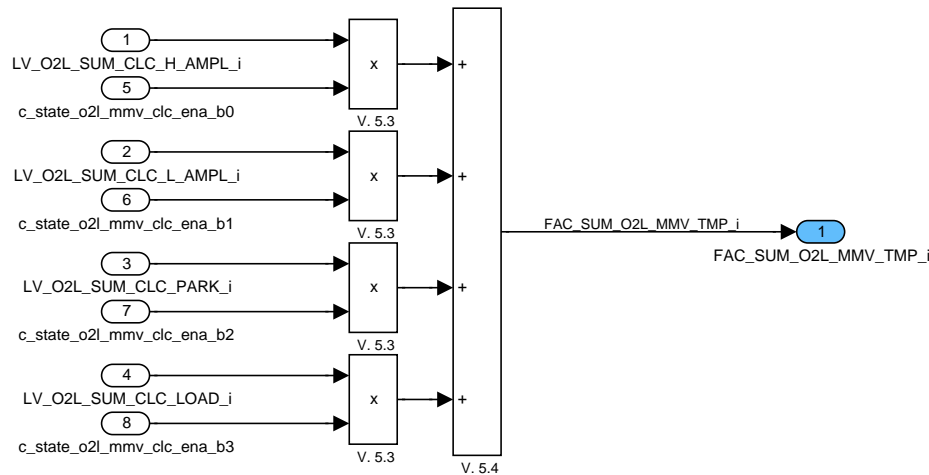 1
LV_O2L_SUM_CLC_H_AMPL_i
5
c_state_o2l_mmv_clc_ena_b0
x
V. 5.3
+
2
LV_O2L_SUM_CLC_L_AMPL_i
6
c_state_o2l_mmv_clc_ena_b1
x
V. 5.3
+
3
LV_O2L_SUM_CLC_PARK_i
7
c_state_o2l_mmv_clc_ena_b2
x
V. 5.3
+
4
LV_O2L_SUM_CLC_LOAD_i
8
c_state_o2l_mmv_clc_ena_b3
x
V. 5.3
+
V. 5.4
FAC_SUM_O2L_MMV_TMP_i
1
FAC_SUM_O2L_MMV_TMP_i